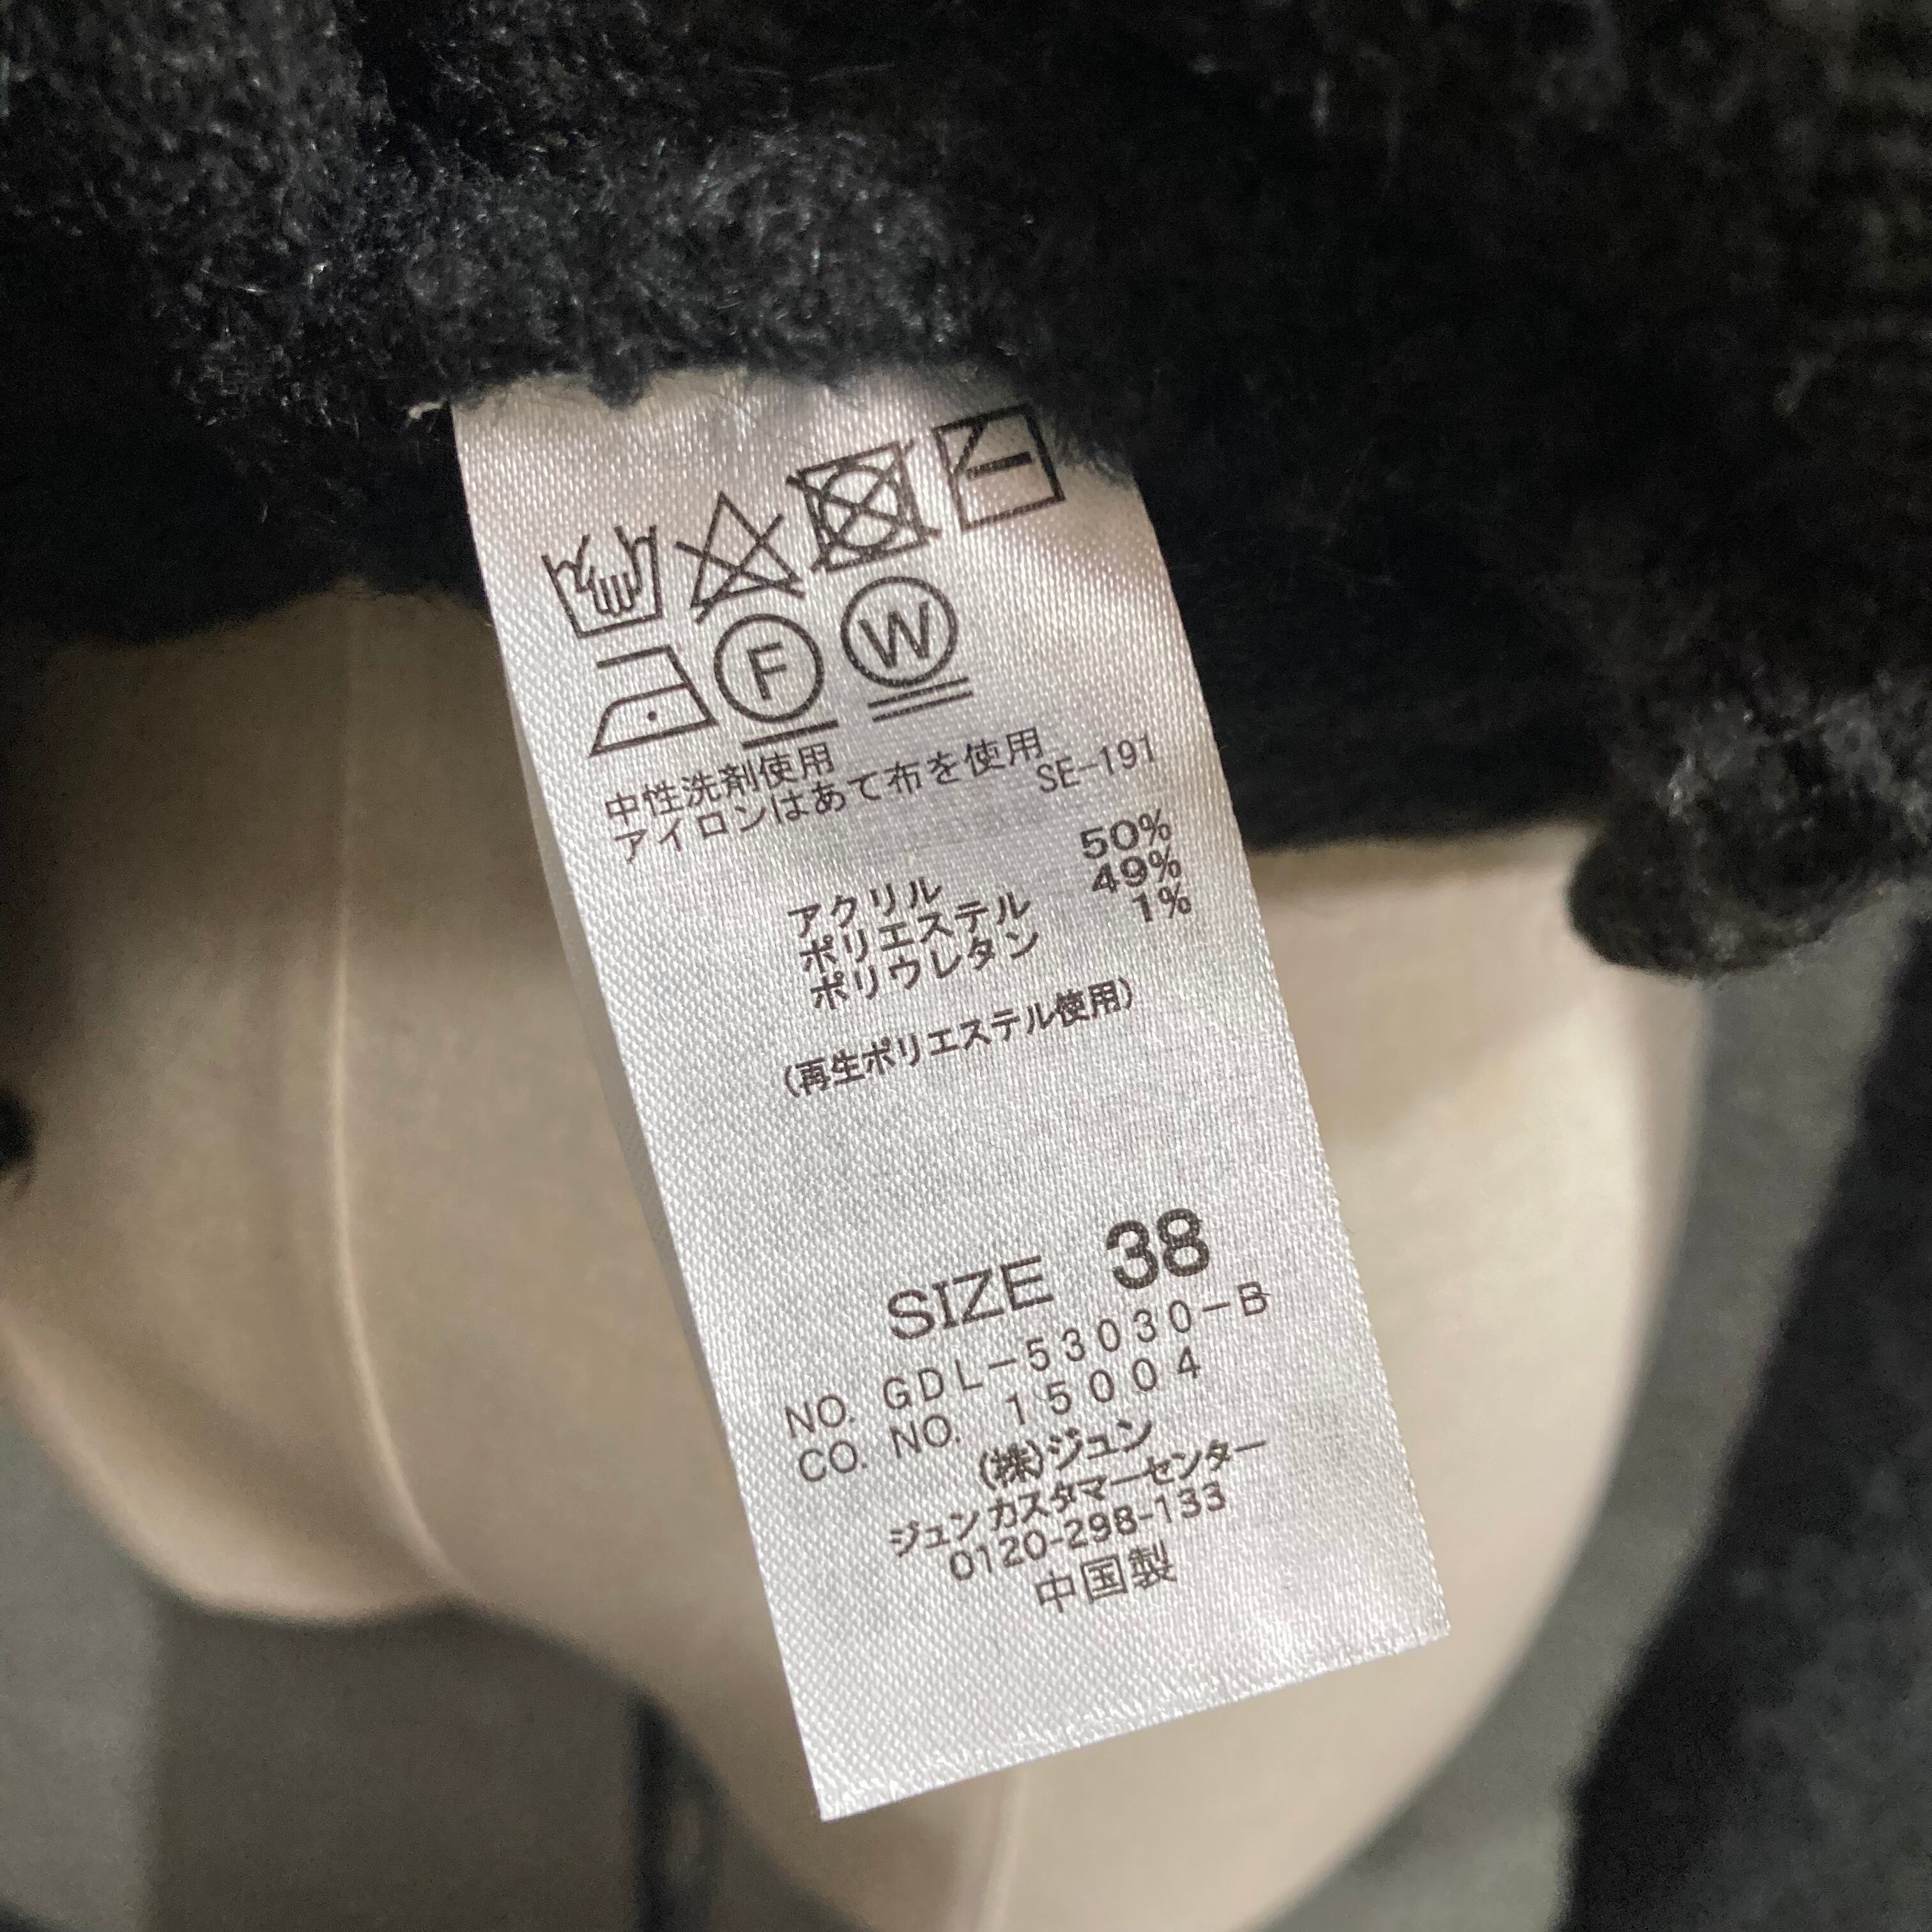 F W
中性洗剤使用
アイロンはあて布を使用
SE-191
アクリル 50%
ポリエステル 49%
ポリウレタン 1%
(再生ポリエステル使用)
SIZE 38
NO. GDL-53030-B
CO. NO. 15004
(株)ジュン
ジュンカスタマーセンター
0120-298-133
中国製